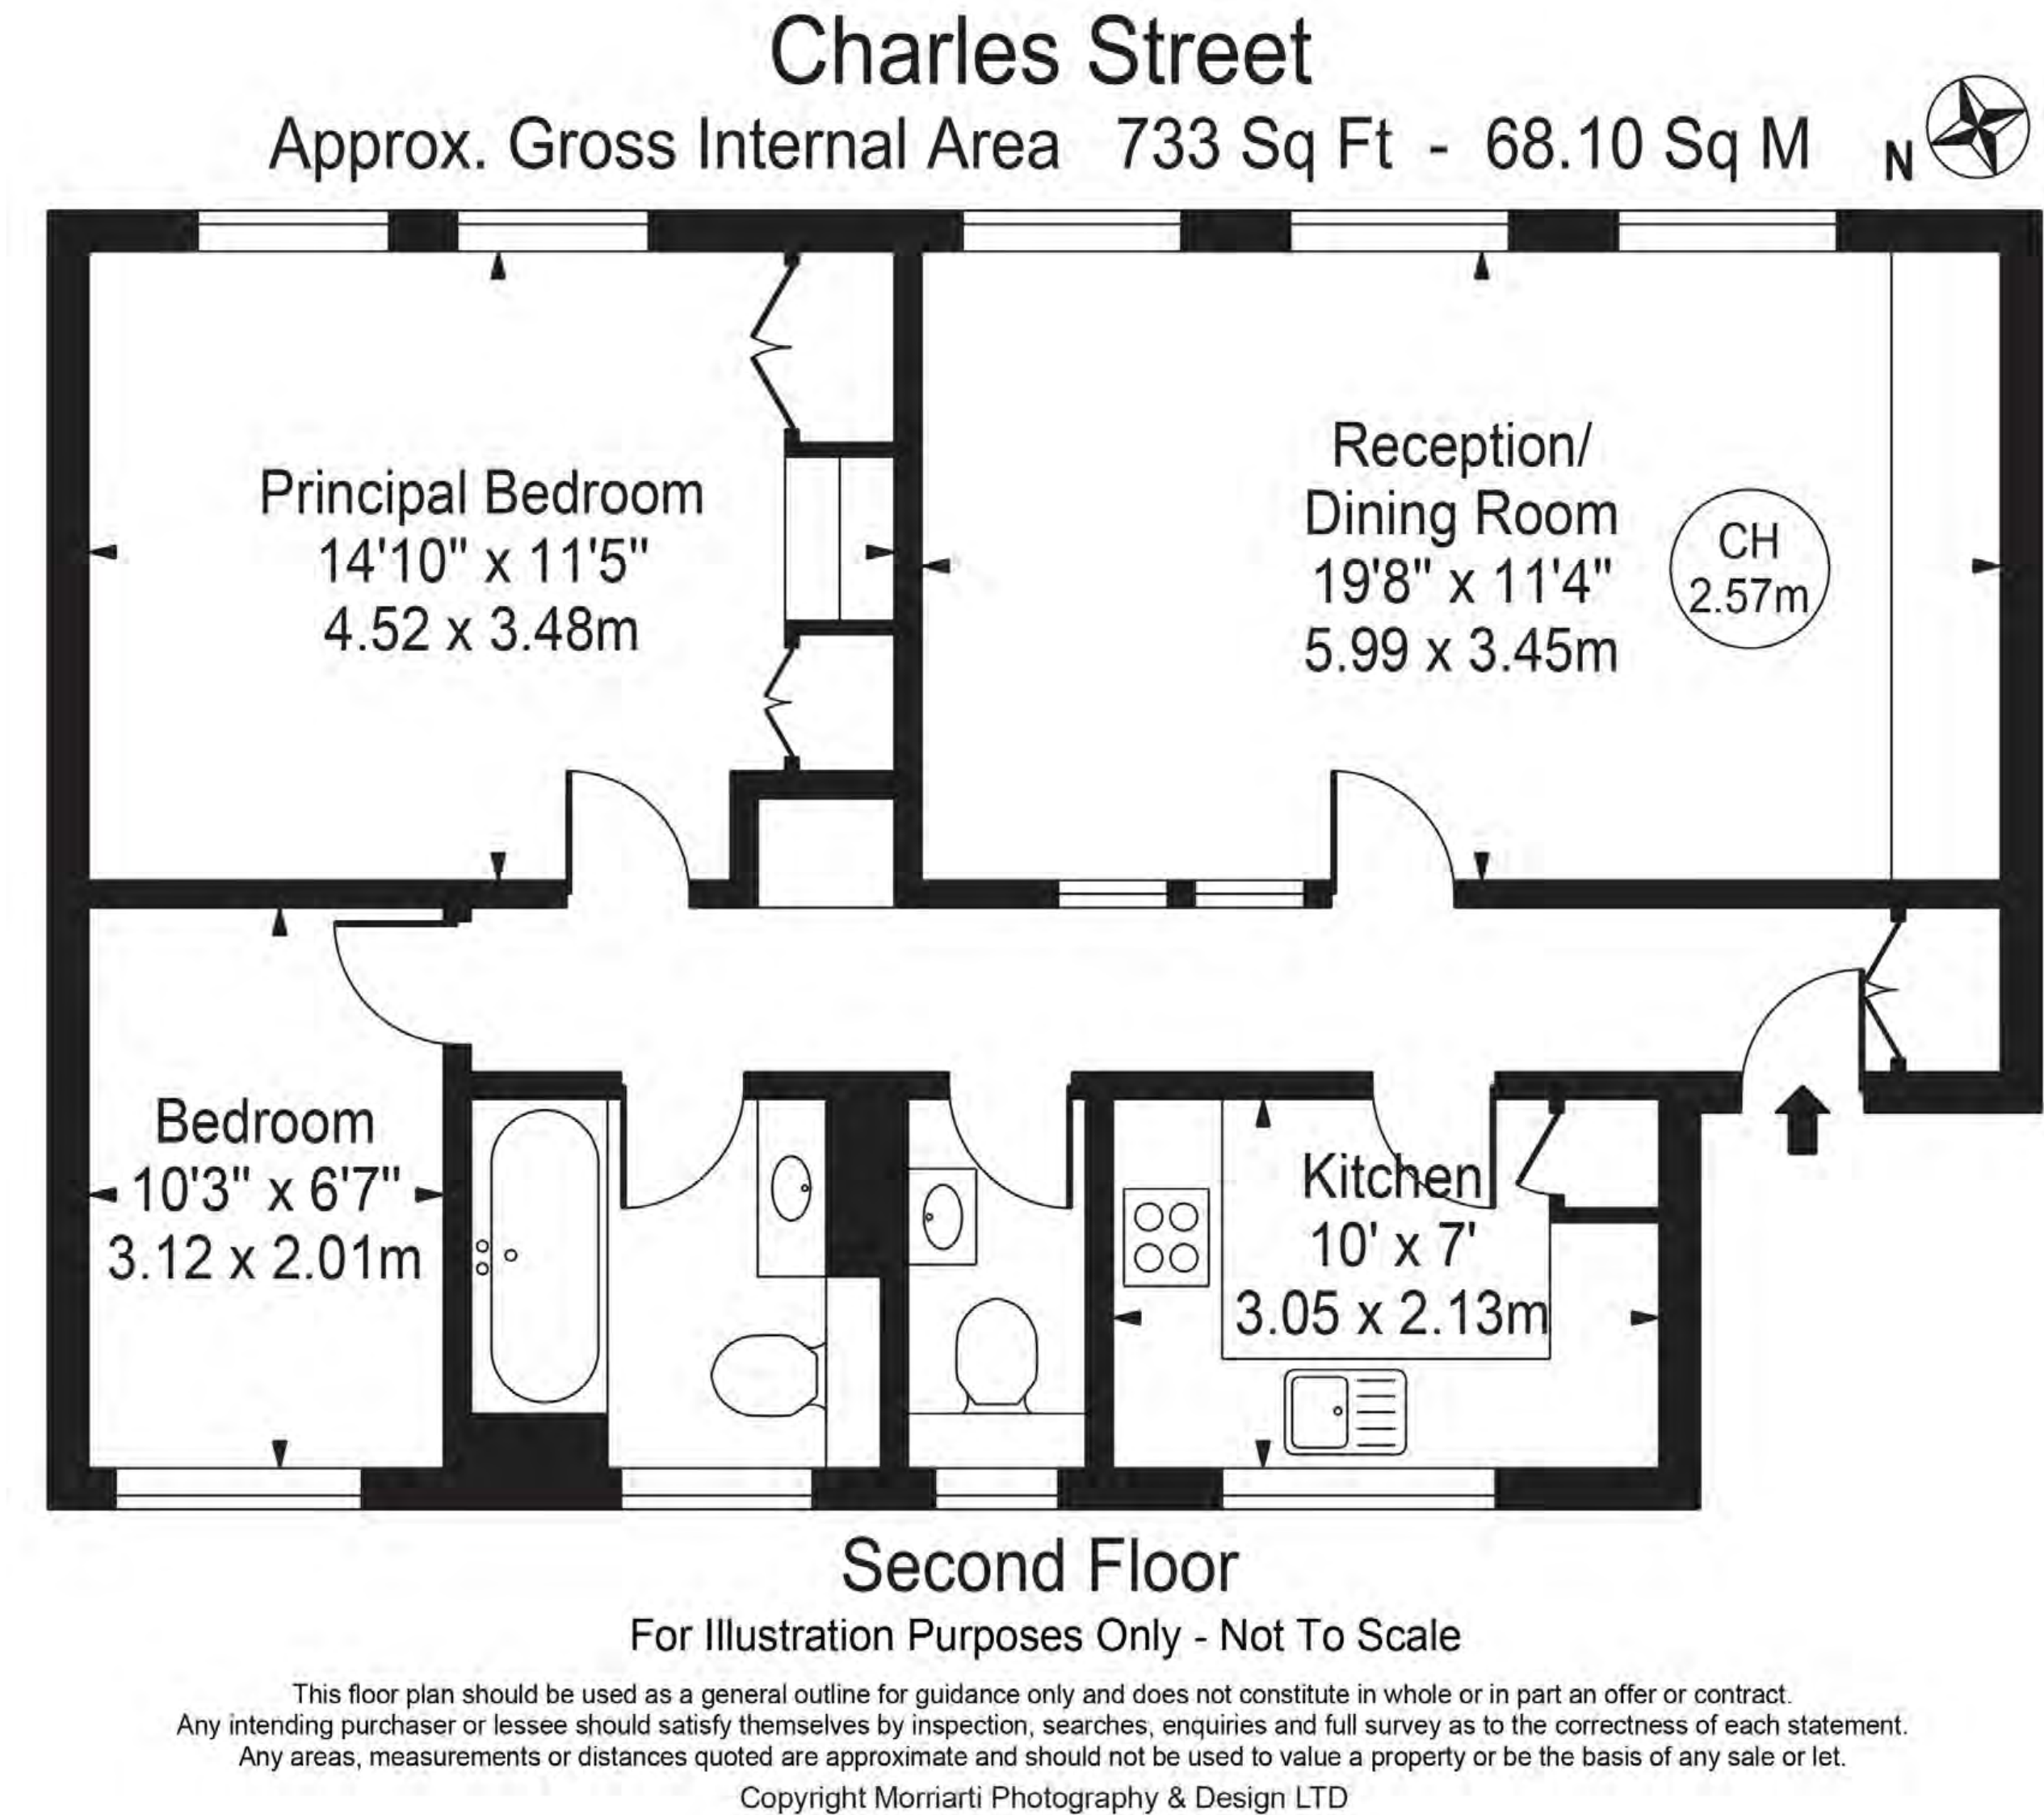 Charles Street
Approx. Gross Internal Area 733 Sq Ft - 68.10 Sq M
N
Principal Bedroom
14'10" x 11'5"
4.52 x 3.48m
Reception/
Dining Room
19'8" x 11'4"
5.99 x 3.45m
CH
2.57m
Bedroom
10'3" x 6'7"
3.12 x 2.01m
Kitchen
10' x 7'
3.05 x 2.13m
Second Floor
For Illustration Purposes Only - Not To Scale
This floor plan should be used as a general outline for guidance only and does not constitute in whole or in part an offer or contract.
Any intending purchaser or lessee should satisfy themselves by inspection, searches, enquiries and full survey as to the correctness of each statement.
Any areas, measurements or distances quoted are approximate and should not be used to value a property or be the basis of any sale or let.
Copyright Morriarti Photography & Design LTD